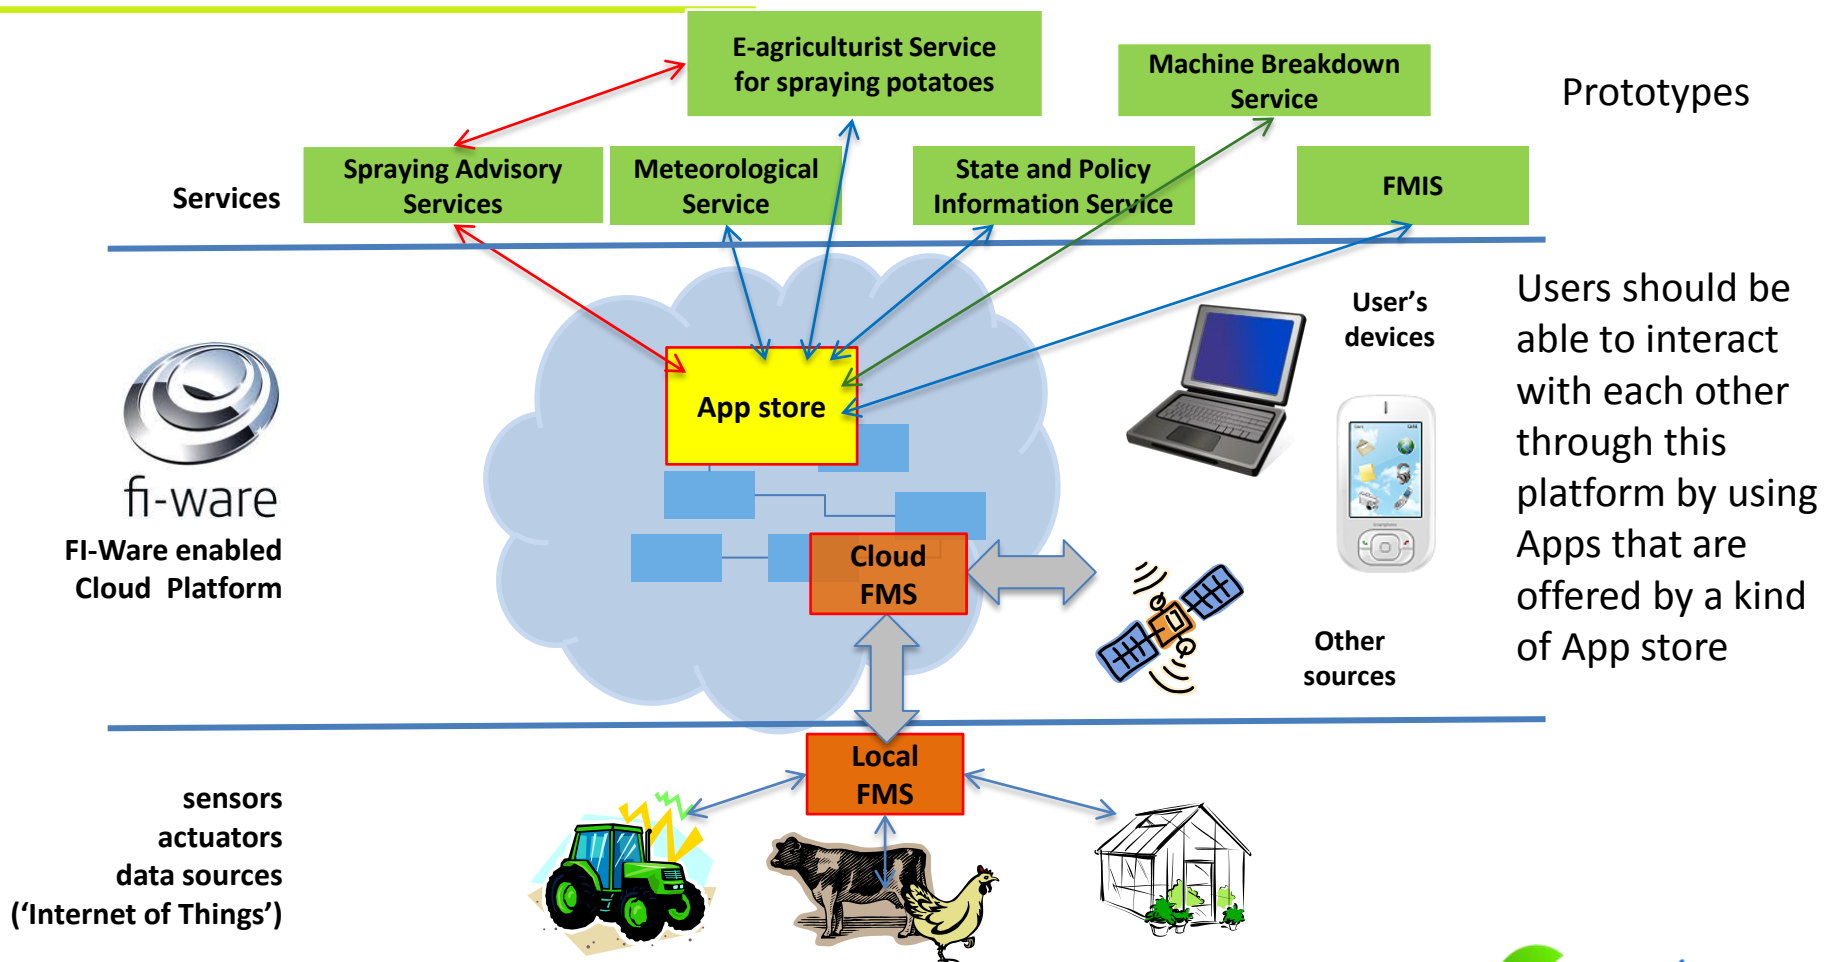 E-agriculturist Service
for spraying potatoes
Machine Breakdown
Service
Prototypes
Services
Spraying Advisory
Services
Meteorological
Service
State and Policy
Information Service
FMIS
User's
devices
Users should be
able to interact
with each other
through this
platform by using
Apps that are
offered by a kind
of App store
App store
fi-ware
FI-Ware enabled
Cloud Platform
Cloud
FMS
Other
sources
Local
FMS
sensors
actuators
data sources
('Internet of Things')